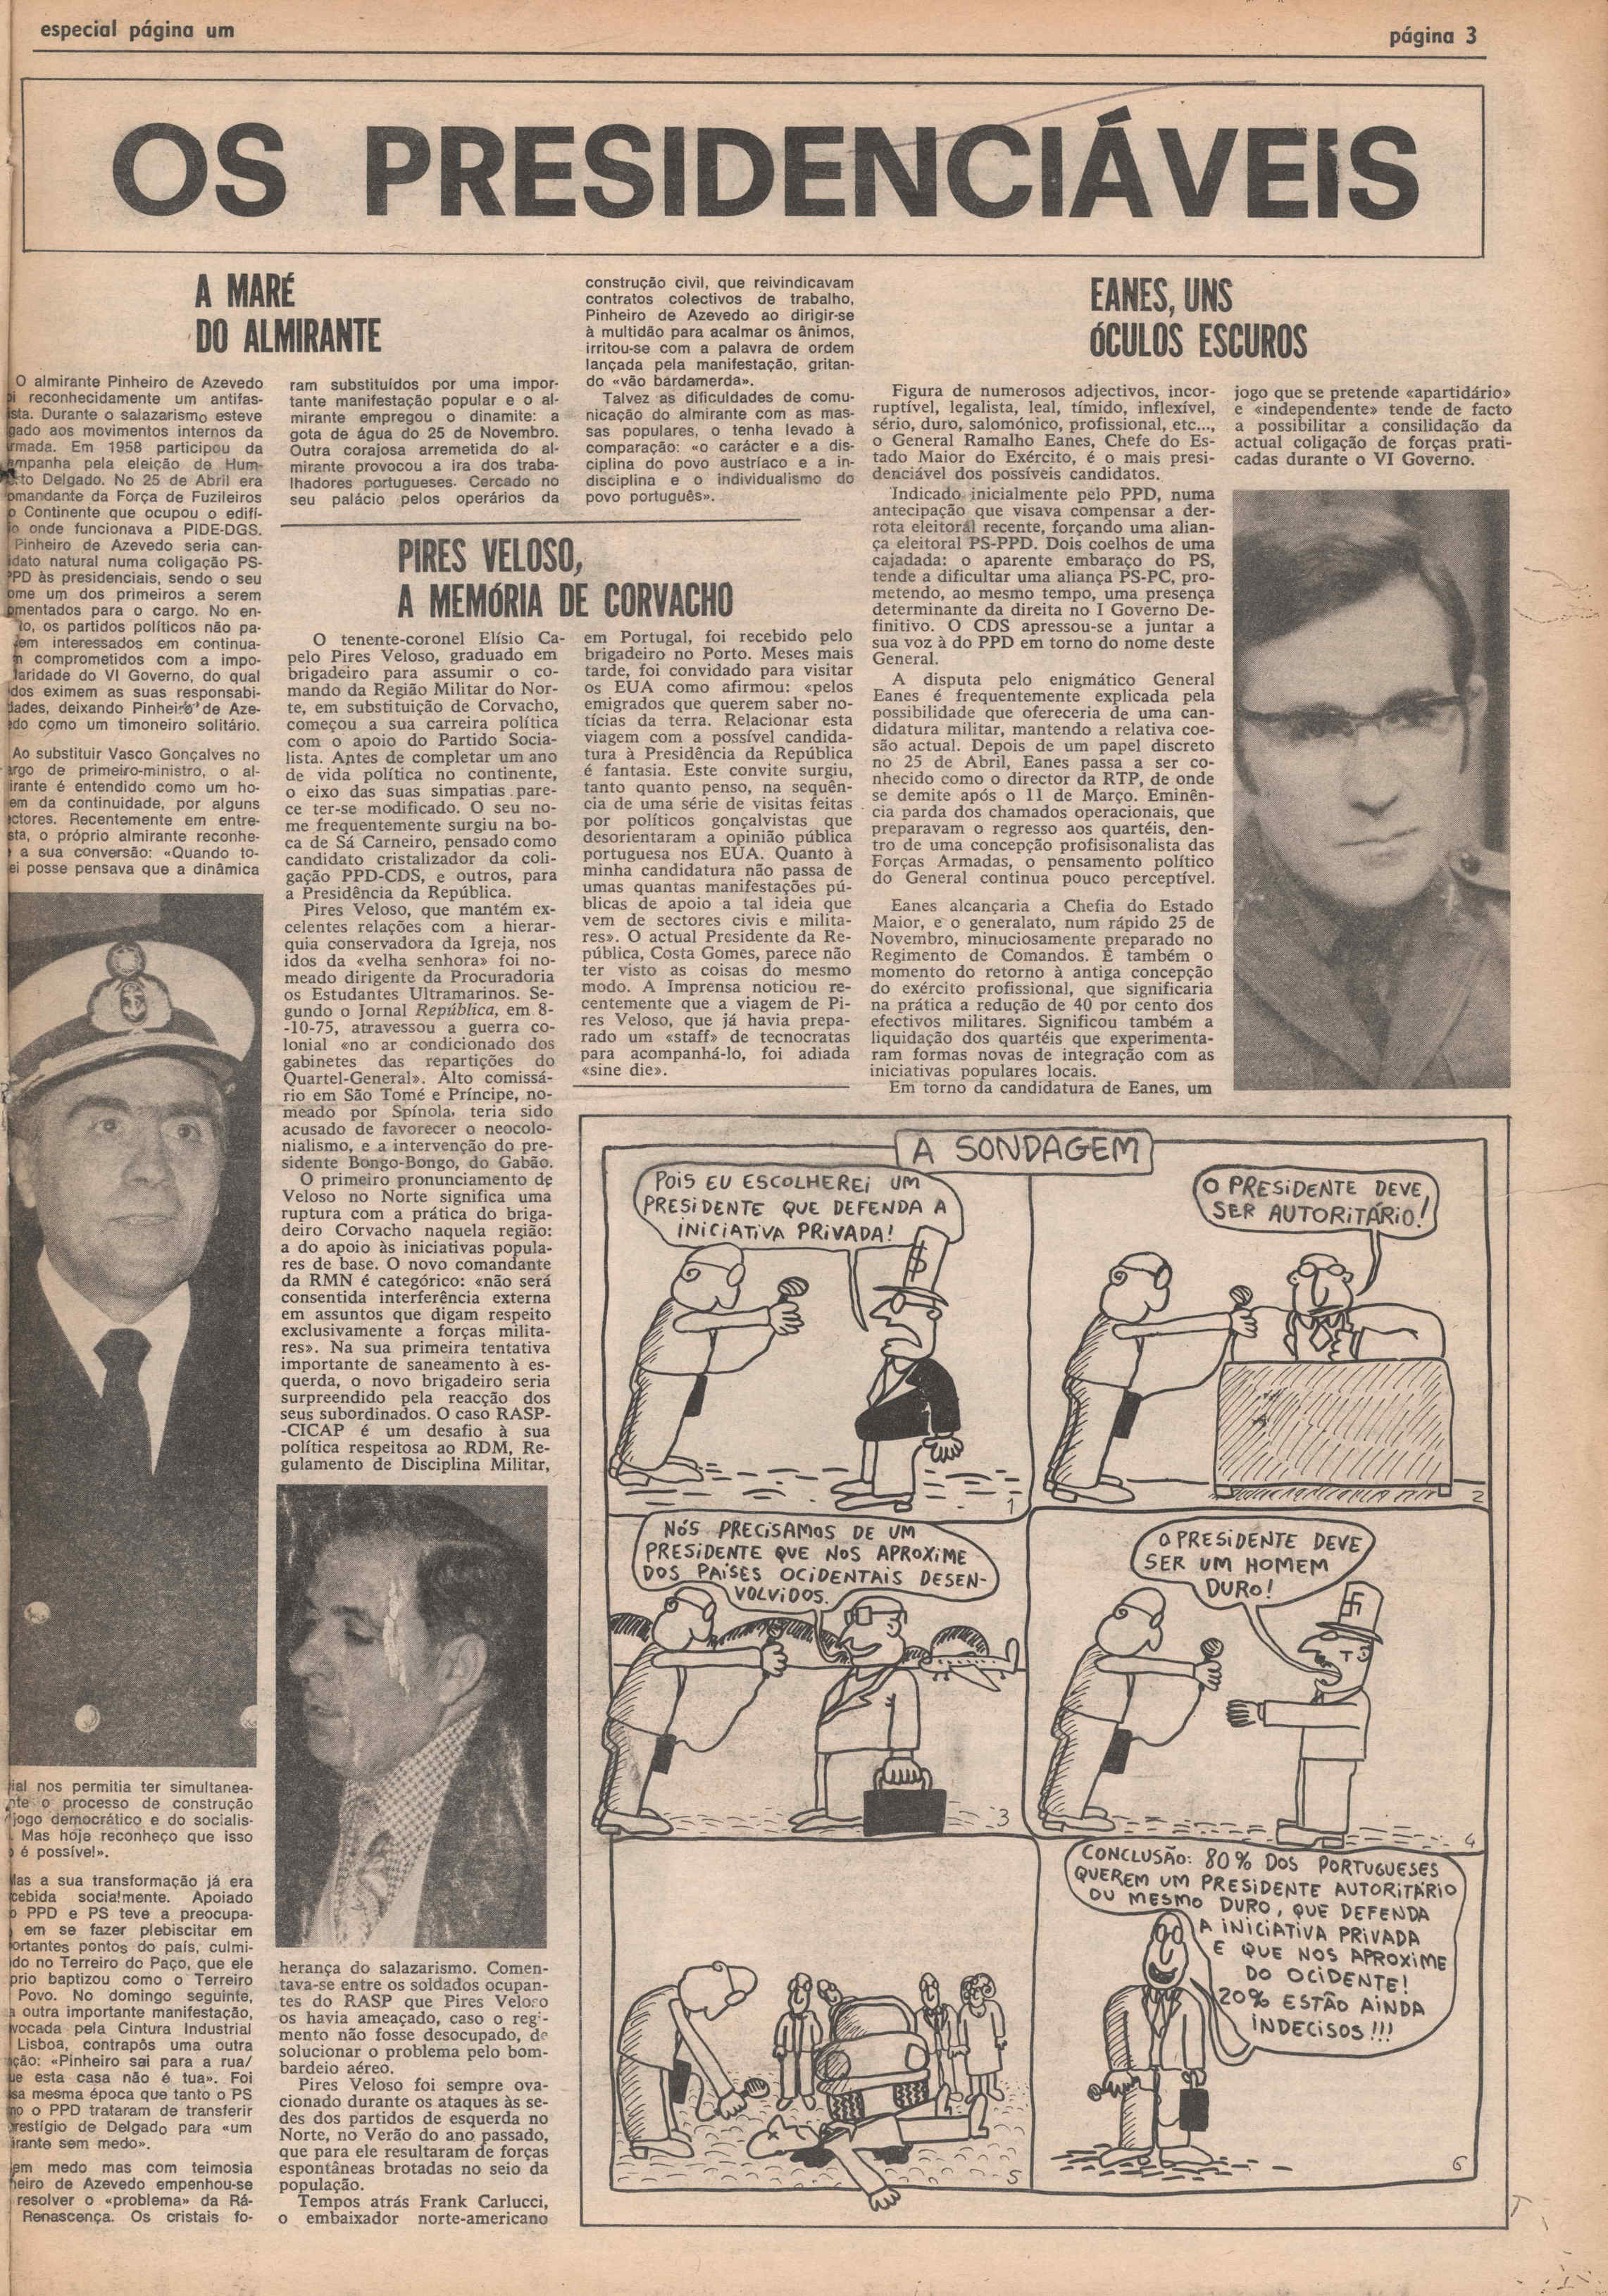 especial página um
página 3
OS PRESIDENCIÁVEIS
A MARÉ
DO ALMIRANTE
O almirante Pinheiro de Azevedo
reconhecidamente um antifas-
Durante o salazarismo esteve
aos movimentos internos da
Em 1958 participou da
pela eleição de Hum-
Delgado. No 25 de Abril era
da Força de Fuzileiros
Continente que ocupou o edifí-
onde funcionava a PIDE-DGS.
Pinheiro de Azevedo seria can-
natural numa coligação PS-
às presidenciais, sendo o seu
um dos primeiros a serem
para o cargo. No en-
os partidos políticos não pa-
interessados em continua-
comprometidos com a impo-
do VI Governo, do qual
eximem as suas responsabi-
deixando Pinheiro de Aze-
como um timoneiro solitário.
Ao substituir Vasco Gonçalves no
de primeiro-ministro, o al-
é entendido como um ho-
da continuidade, por alguns
Recentemente em entre-
o próprio almirante reconhe-
a sua conversão: «Quando to-
posse pensava que a dinâmica
nos permitia ter simultanea-
o processo de construção
jogo democrático e do socialis-
Mas hoje reconheço que isso
é possível».
a sua transformação já era
socialmente. Apoiado
PPD e PS teve a preocupa-
em se fazer plebiscitar em
pontos do país, culmi-
no Terreiro do Paço, que ele
baptizou como o Terreiro
Povo. No domingo seguinte,
outra importante manifestação,
pela Cintura Industrial
Lisboa, contrapôs uma outra
«Pinheiro sai para a rua/
esta casa não é tua». Foi
mesma época que tanto o PS
o PPD trataram de transferir
de Delgado para «um
sem medo».
medo mas com teimosia
de Azevedo empenhou-se
resolver o «problema» da Rá-
Renascença. Os cristais fo-
ram substituídos por uma impor-
tante manifestação popular e o al-
mirante empregou o dinamite: a
gota de água do 25 de Novembro.
Outra corajosa arremetida do al-
mirante provocou a ira dos traba-
lhadores portugueses. Cercado no
seu palácio pelos operários da
construção civil, que reivindicavam
contratos colectivos de trabalho,
Pinheiro de Azevedo ao dirigir-se
à multidão para acalmar os ânimos,
irritou-se com a palavra de ordem
lançada pela manifestação, gritan-
do «vão bardamerda».
Talvez as dificuldades de comu-
nicação do almirante com as mas-
sas populares, o tenha levado à
comparação: «o carácter e a dis-
ciplina do povo austríaco e a in-
disciplina e o individualismo do
povo português».
PIRES VELOSO,
A MEMÓRIA DE CORVACHO
O tenente-coronel Elísio Ca-
pelo Pires Veloso, graduado em
brigadeiro para assumir o co-
mando da Região Militar do Nor-
te, em substituição de Corvacho,
começou a sua carreira política
com o apoio do Partido Socia-
lista. Antes de completar um ano
de vida política no continente,
o eixo das suas simpatias pare-
ce ter-se modificado. O seu no-
me frequentemente surgiu na bo-
ca de Sá Carneiro, pensado como
candidato cristalizador da coli-
gação PPD-CDS, e outros, para
a Presidência da República.
Pires Veloso, que mantém ex-
celentes relações com a hierar-
quia conservadora da Igreja, nos
idos da «velha senhora» foi no-
meado dirigente da Procuradoria
os Estudantes Ultramarinos. Se-
gundo o Jornal República, em 8-
-10-75, atravessou a guerra co-
lonial «no ar condicionado dos
gabinetes das repartições do
Quartel-General». Alto comissá-
rio em São Tomé e Príncipe, no-
meado por Spínola, teria sido
acusado de favorecer o neocolo-
nialismo, e a intervenção do pre-
sidente Bongo-Bongo, do Gabão.
O primeiro pronunciamento de
Veloso no Norte significa uma
ruptura com a prática do briga-
deiro Corvacho naquela região:
a do apoio às iniciativas popula-
res de base. O novo comandante
da RMN é categórico: «não será
consentida interferência externa
em assuntos que digam respeito
exclusivamente a forças milita-
res». Na sua primeira tentativa
importante de saneamento à es-
querda, o novo brigadeiro seria
surpreendido pela reacção dos
seus subordinados. O caso RASP-
-CICAP é um desafio à sua
política respeitosa ao RDM, Re-
gulamento de Disciplina Militar,
herança do salazarismo. Comen-
tava-se entre os soldados ocupan-
tes do RASP que Pires Veloso
os havia ameaçado, caso o regi-
mento não fosse desocupado, de
solucionar o problema pelo bom-
bardeio aéreo.
Pires Veloso foi sempre ova-
cionado durante os ataques às se-
des dos partidos de esquerda no
Norte, no Verão do ano passado,
que para ele resultaram de forças
espontâneas brotadas no seio da
população.
Tempos atrás Frank Carlucci,
o embaixador norte-americano
em Portugal, foi recebido pelo
brigadeiro no Porto. Meses mais
tarde, foi convidado para visitar
os EUA como afirmou: «pelos
emigrados que querem saber no-
tícias da terra. Relacionar esta
viagem com a possível candida-
tura à Presidência da República
é fantasia. Este convite surgiu,
tanto quanto penso, na sequên-
cia de uma série de visitas feitas
por políticos gonçalvistas que
desorientaram a opinião pública
portuguesa nos EUA. Quanto à
minha candidatura não passa de
umas quantas manifestações pú-
blicas de apoio a tal ideia que
vem de sectores civis e milita-
res». O actual Presidente da Re-
pública, Costa Gomes, parece não
ter visto as coisas do mesmo
modo. A Imprensa noticiou re-
centemente que a viagem de Pi-
res Veloso, que já havia prepa-
rado um «staff» de tecnocratas
para acompanhá-lo, foi adiada
«sine die».
EANES, UNS
ÓCULOS ESCUROS
Figura de numerosos adjectivos, incor-
ruptível, legalista, leal, tímido, inflexível,
sério, duro, salomónico, profissional, etc...,
o General Ramalho Eanes, Chefe do Es-
tado Maior do Exército, é o mais presi-
denciável dos possíveis candidatos.
Indicado inicialmente pelo PPD, numa
antecipação que visava compensar a der-
rota eleitoral recente, forçando uma alian-
ça eleitoral PS-PPD. Dois coelhos de uma
cajadada: o aparente embaraço do PS,
tende a dificultar uma aliança PS-PC, pro-
metendo, ao mesmo tempo, uma presença
determinante da direita no I Governo De-
finitivo. O CDS apressou-se a juntar a
sua voz à do PPD em torno do nome deste
General.
A disputa pelo enigmático General
Eanes é frequentemente explicada pela
possibilidade que ofereceria de uma can-
didatura militar, mantendo a relativa coe-
são actual. Depois de um papel discreto
no 25 de Abril, Eanes passa a ser co-
nhecido como o director da RTP, de onde
se demite após o 11 de Março. Eminên-
cia parda dos chamados operacionais, que
preparavam o regresso aos quartéis, den-
tro de uma concepção profisisonalista das
Forças Armadas, o pensamento político
do General continua pouco perceptível.
Eanes alcançaria a Chefia do Estado
Maior, e o generalato, num rápido 25 de
Novembro, minuciosamente preparado no
Regimento de Comandos. É também o
momento do retorno à antiga concepção
do exército profissional, que significaria
na prática a redução de 40 por cento dos
efectivos militares. Significou também a
liquidação dos quartéis que experimenta-
ram formas novas de integração com as
iniciativas populares locais.
Em torno da candidatura de Eanes, um
jogo que se pretende «apartidário»
e «independente» tende de facto
a possibilitar a consilidação da
actual coligação de forças prati-
cadas durante o VI Governo.
A SONDAGEM
POIS EU ESCOLHEREI UM
PRESIDENTE QUE DEFENDA A
INICIATIVA PRIVADA!
$
1
O PRESIDENTE DEVE
SER AUTORITÁRIO!
2
NÓS PRECISAMOS DE UM
PRESIDENTE QUE NOS APROXIME
DOS PAÍSES OCIDENTAIS DESEN-
VOLVIDOS.
3
O PRESIDENTE DEVE
SER UM HOMEM
DURO!
4
5
CONCLUSÃO: 80% DOS PORTUGUESES
QUEREM UM PRESIDENTE AUTORITÁRIO
OU MESMO DURO, QUE DEFENDA
A INICIATIVA PRIVADA
E QUE NOS APROXIME
DO OCIDENTE!
20% ESTÃO AINDA
INDECISOS!!!
6